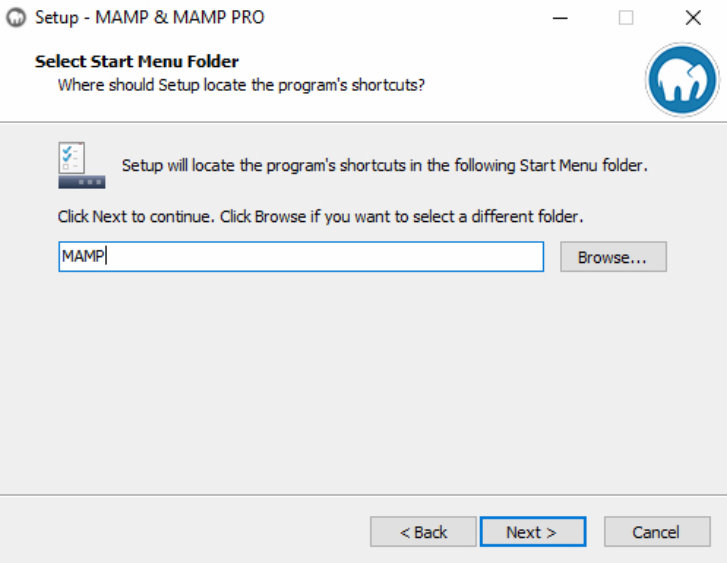 Setup - MAMP & MAMP PRO
Select Start Menu Folder
Where should Setup locate the program's shortcuts?
Setup will locate the program's shortcuts in the following Start Menu folder.
Click Next to continue. Click Browse if you want to select a different folder.
MAMP
Browse...
< Back
Next >
Cancel